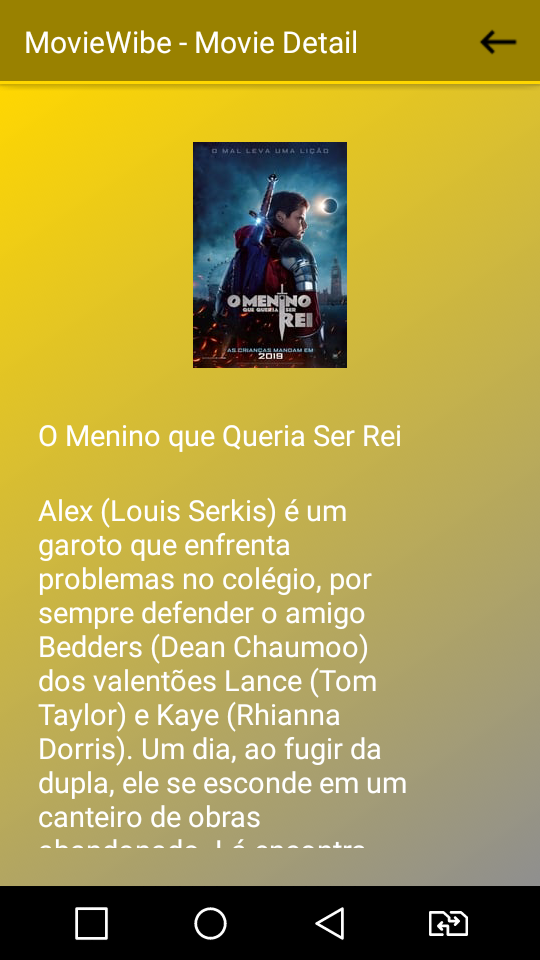 MovieWibe - Movie Detail
O MAL LEVA UMA LIÇÃO
O MENINO
QUE QUERIA SER
REI
AS CRIANÇAS MANDAM EM
2019
O Menino que Queria Ser Rei
Alex (Louis Serkis) é um
garoto que enfrenta
problemas no colégio, por
sempre defender o amigo
Bedders (Dean Chaumoo)
dos valentões Lance (Tom
Taylor) e Kaye (Rhianna
Dorris). Um dia, ao fugir da
dupla, ele se esconde em um
canteiro de obras
abandonado. Lá encontra